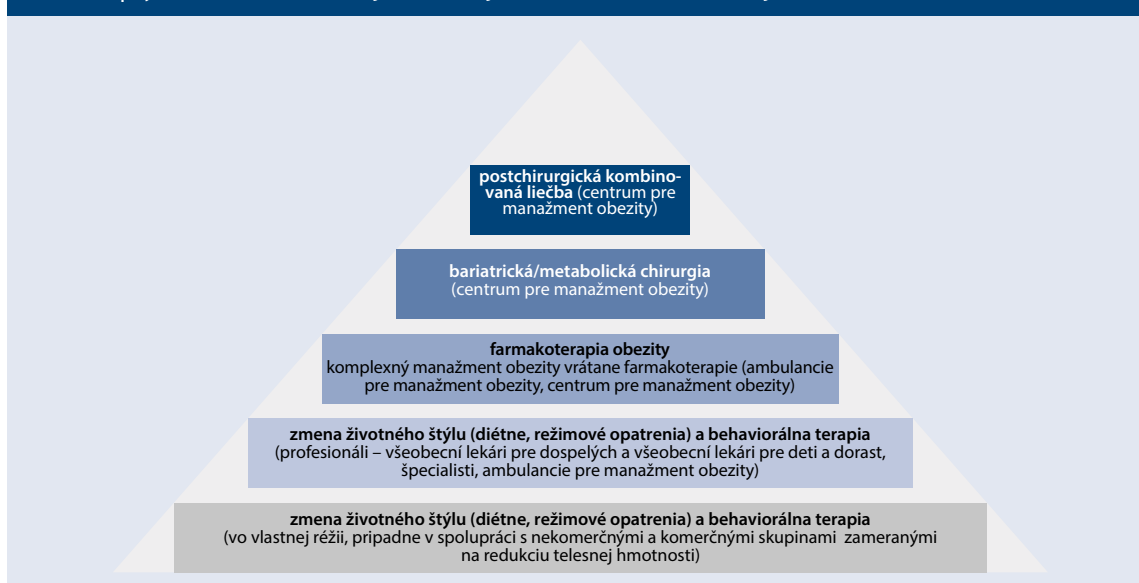 postchirurgická kombino-
vaná liečba (centrum pre
manažment obezity)
bariatrická/metabolická chirurgia
(centrum pre manažment obezity)
farmakoterapia obezity
komplexný manažment obezity vrátane farmakoterapie (ambulancie
pre manažment obezity, centrum pre manažment obezity)
zmena životného štýlu (diétne, režimové opatrenia) a behaviorálna terapia
(profesionáli – všeobecní lekári pre dospelých a všeobecní lekári pre deti a dorast,
špecialisti, ambulancie pre manažment obezity)
zmena životného štýlu (diétne, režimové opatrenia) a behaviorálna terapia
(vo vlastnej réžii, pripadne v spolupráci s nekomerčnými a komerčnými skupinami zameranými
na redukciu telesnej hmotnosti)